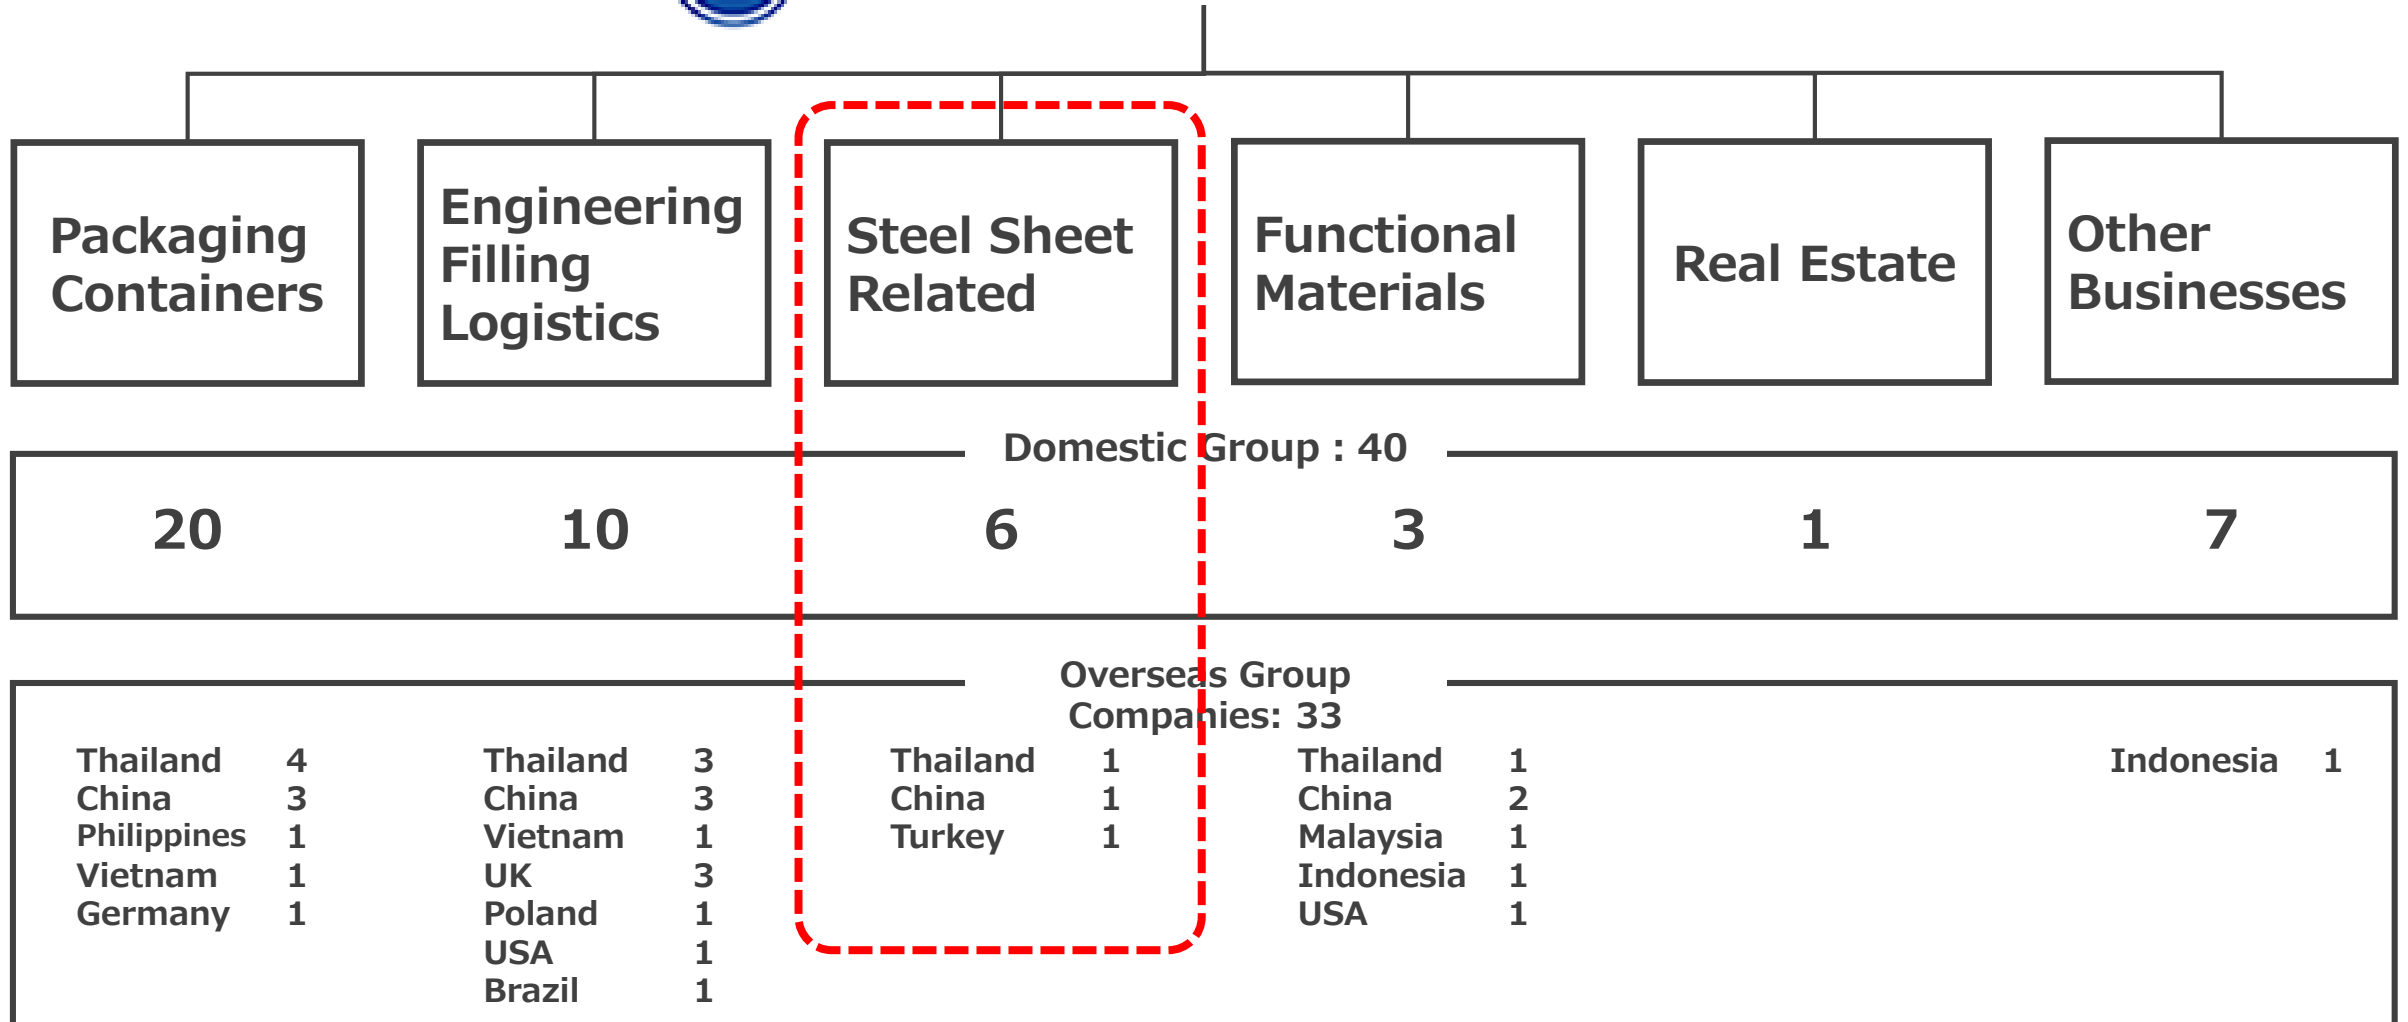 Packaging
Containers
Engineering
Filling
Logistics
Steel Sheet
Related
Functional
Materials
Real Estate
Other
Businesses
Domestic Group : 40
20 10 6 3 1 7
Overseas Group
Companies: 33
Thailand 4
China 3
Philippines 1
Vietnam 1
Germany 1
Thailand 3
China 3
Vietnam 1
UK 3
Poland 1
USA 1
Brazil 1
Thailand 1
China 1
Turkey 1
Thailand 1
China 2
Malaysia 1
Indonesia 1
USA 1
Indonesia 1